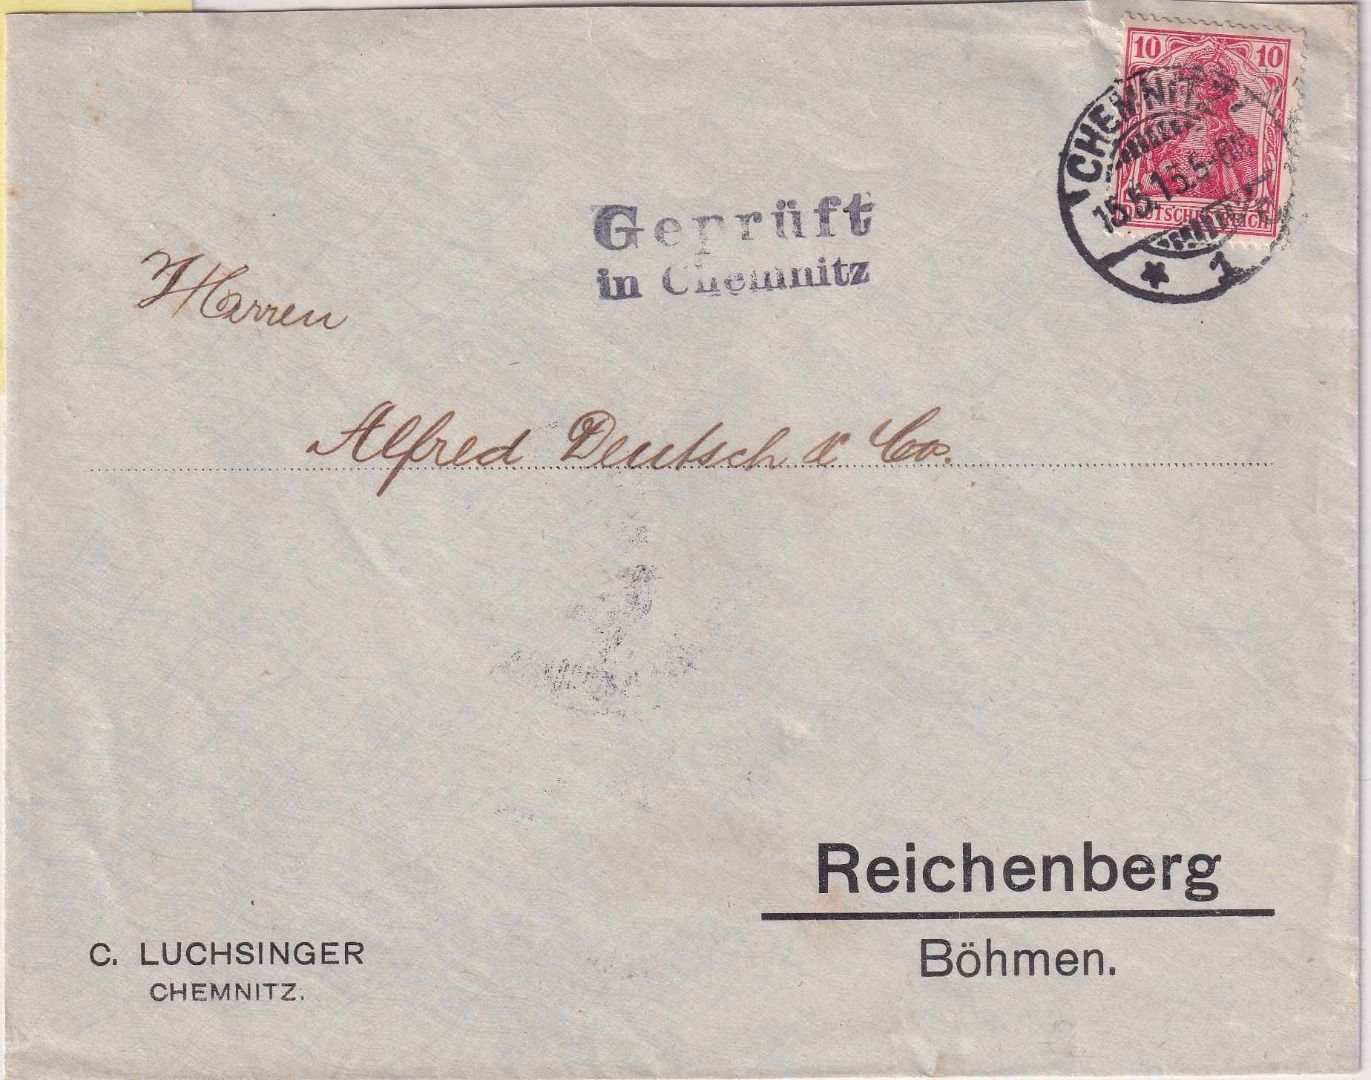 10 10
DEUTSCHES REICH
CHEMNITZ
15.5.15.5-6N.
* 1
Geprüft
in Chemnitz
Herren
Alfred Deutsch & Co.
Reichenberg
Böhmen.
C. LUCHSINGER
CHEMNITZ.